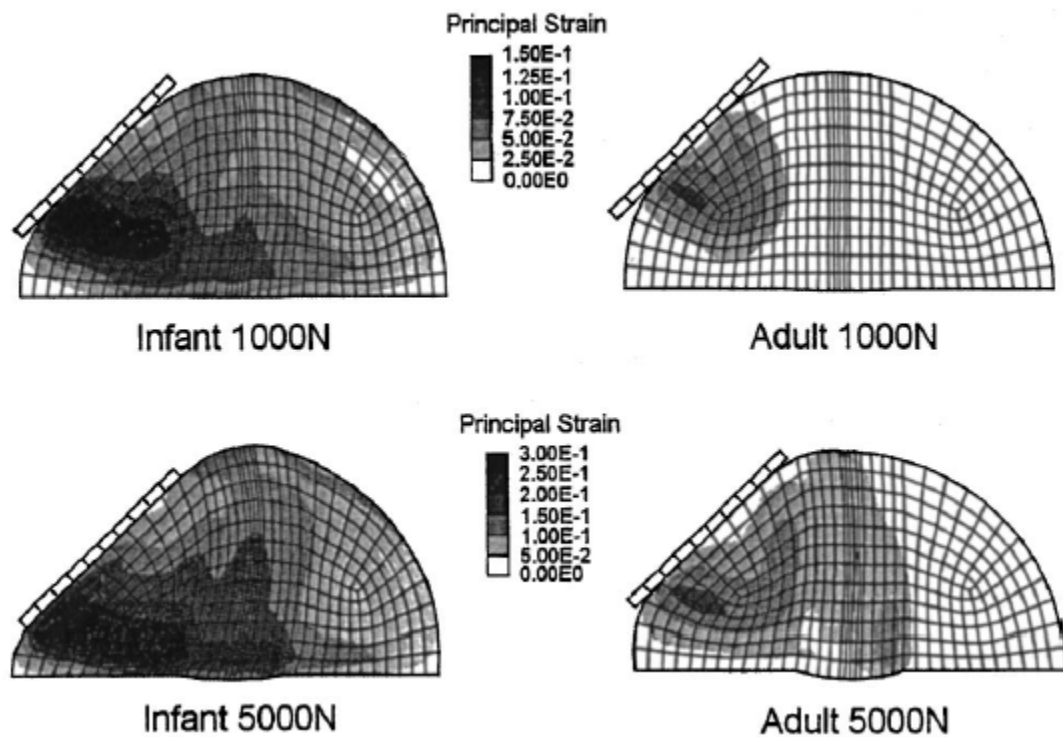 Principal Strain
1.50E-1
1.25E-1
1.00E-1
7.50E-2
5.00E-2
2.50E-2
0.00E0
Infant 1000N
Adult 1000N
Principal Strain
3.00E-1
2.50E-1
2.00E-1
1.50E-1
1.00E-1
5.00E-2
0.00E0
Infant 5000N
Adult 5000N